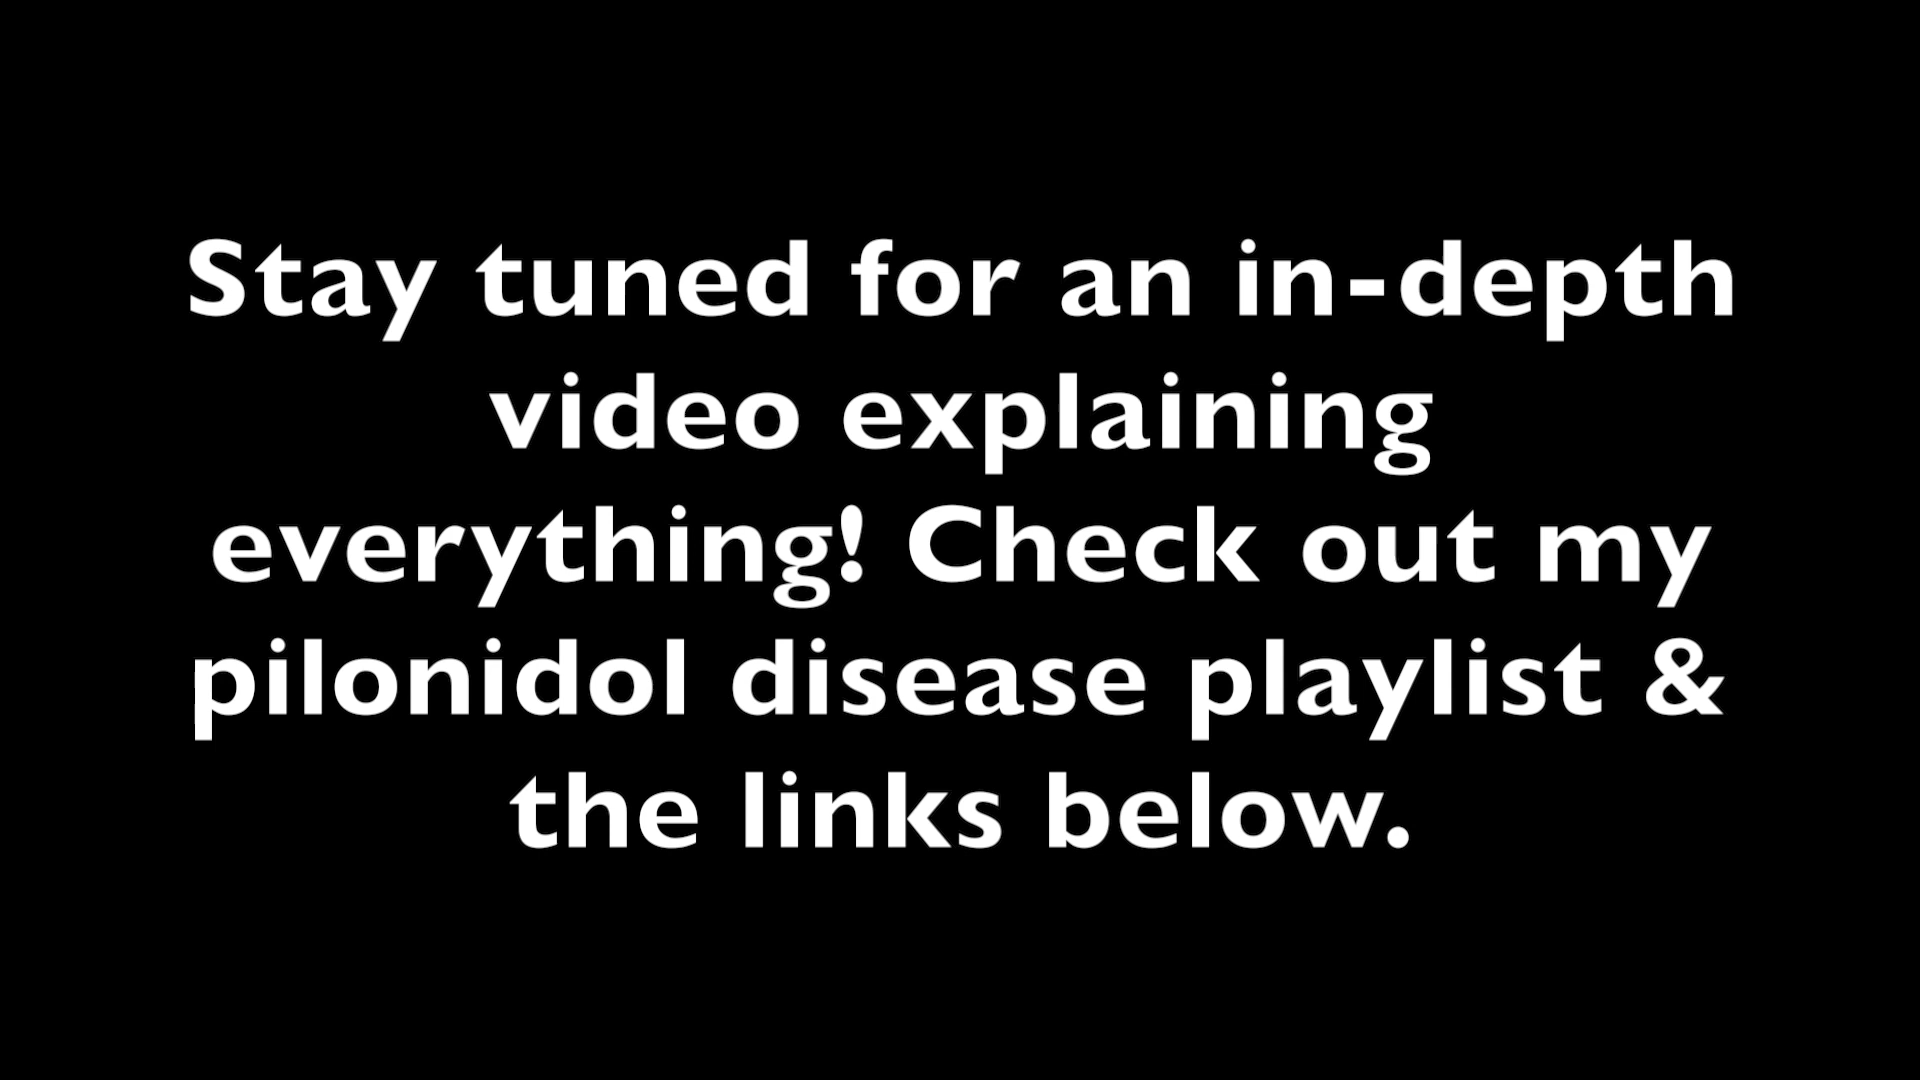 Stay tuned for an in-depth
video explaining
everything! Check out my
pilonidol disease playlist &
the links below.